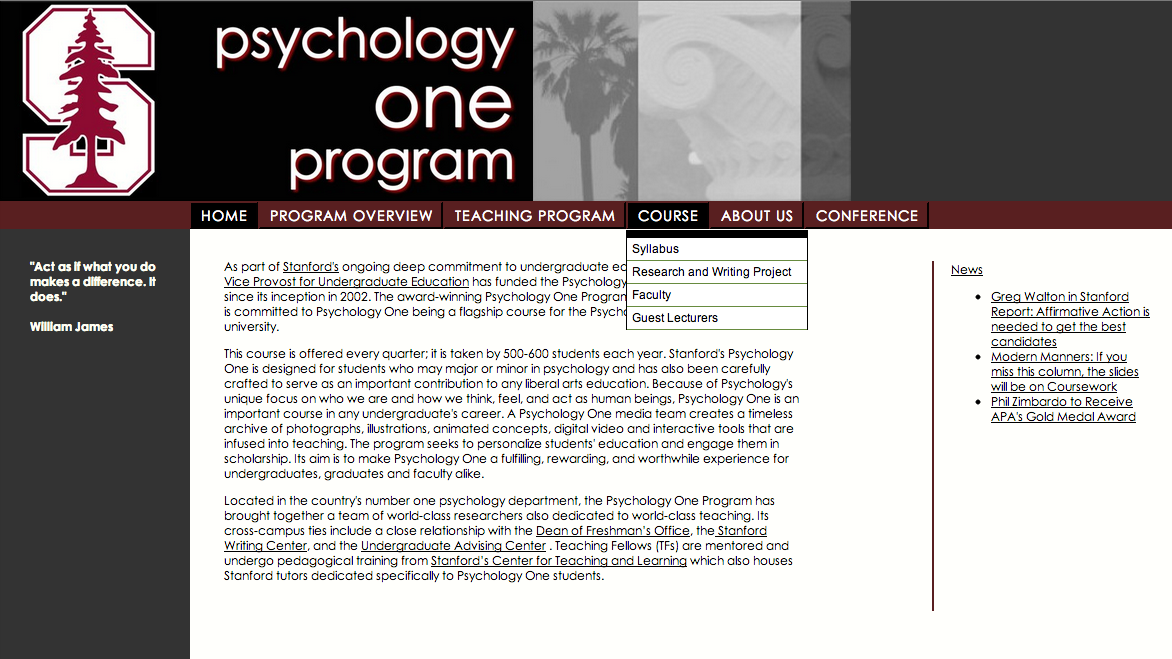 psychology
one
program
HOME PROGRAM OVERVIEW TEACHING PROGRAM COURSE ABOUT US CONFERENCE
Syllabus
Research and Writing Project
Faculty
Guest Lecturers
"Act as if what you do
makes a difference. It
does."
William James
As part of Stanford's ongoing deep commitment to undergraduate
Vice Provost for Undergraduate Education has funded the Psychology
since its inception in 2002. The award-winning Psychology One Program
is committed to Psychology One being a flagship course for the
university.
This course is offered every quarter; it is taken by 500-600 students each year. Stanford's Psychology
One is designed for students who may major or minor in psychology and has also been carefully
crafted to serve as an important contribution to any liberal arts education. Because of Psychology's
unique focus on who we are and how we think, feel, and act as human beings, Psychology One is an
important course in any undergraduate's career. A Psychology One media team creates a timeless
archive of photographs, illustrations, animated concepts, digital video and interactive tools that are
infused into teaching. The program seeks to personalize students' education and engage them in
scholarship. Its aim is to make Psychology One a fulfilling, rewarding, and worthwhile experience for
undergraduates, graduates and faculty alike.
Located in the country's number one psychology department, the Psychology One Program has
brought together a team of world-class researchers also dedicated to world-class teaching. Its
cross-campus ties include a close relationship with the Dean of Freshman's Office, the Stanford
Writing Center, and the Undergraduate Advising Center . Teaching Fellows (TFs) are mentored and
undergo pedagogical training from Stanford's Center for Teaching and Learning which also houses
Stanford tutors dedicated specifically to Psychology One students.
News
Greg Walton in Stanford
Report: Affirmative Action is
needed to get the best
candidates
Modern Manners: If you
miss this column, the slides
will be on Coursework
Phil Zimbardo to Receive
APA's Gold Medal Award